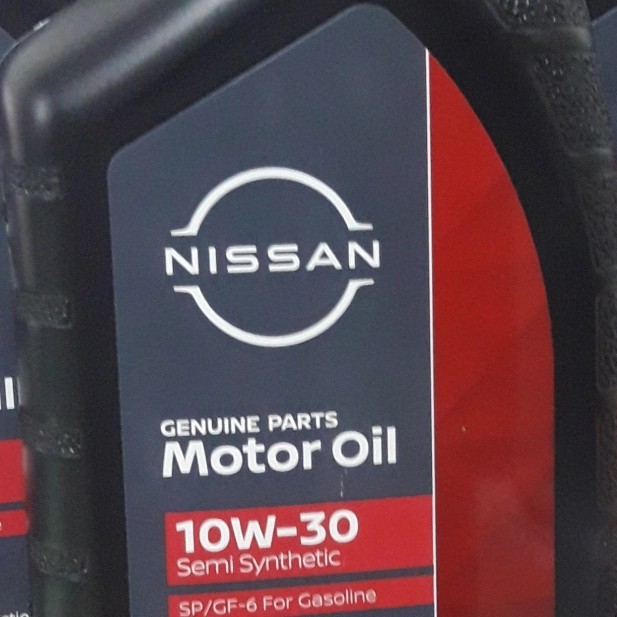 NISSAN
GENUINE PARTS
Motor Oil
10W-30
Semi Synthetic
SP/GF-6 For Gasoline